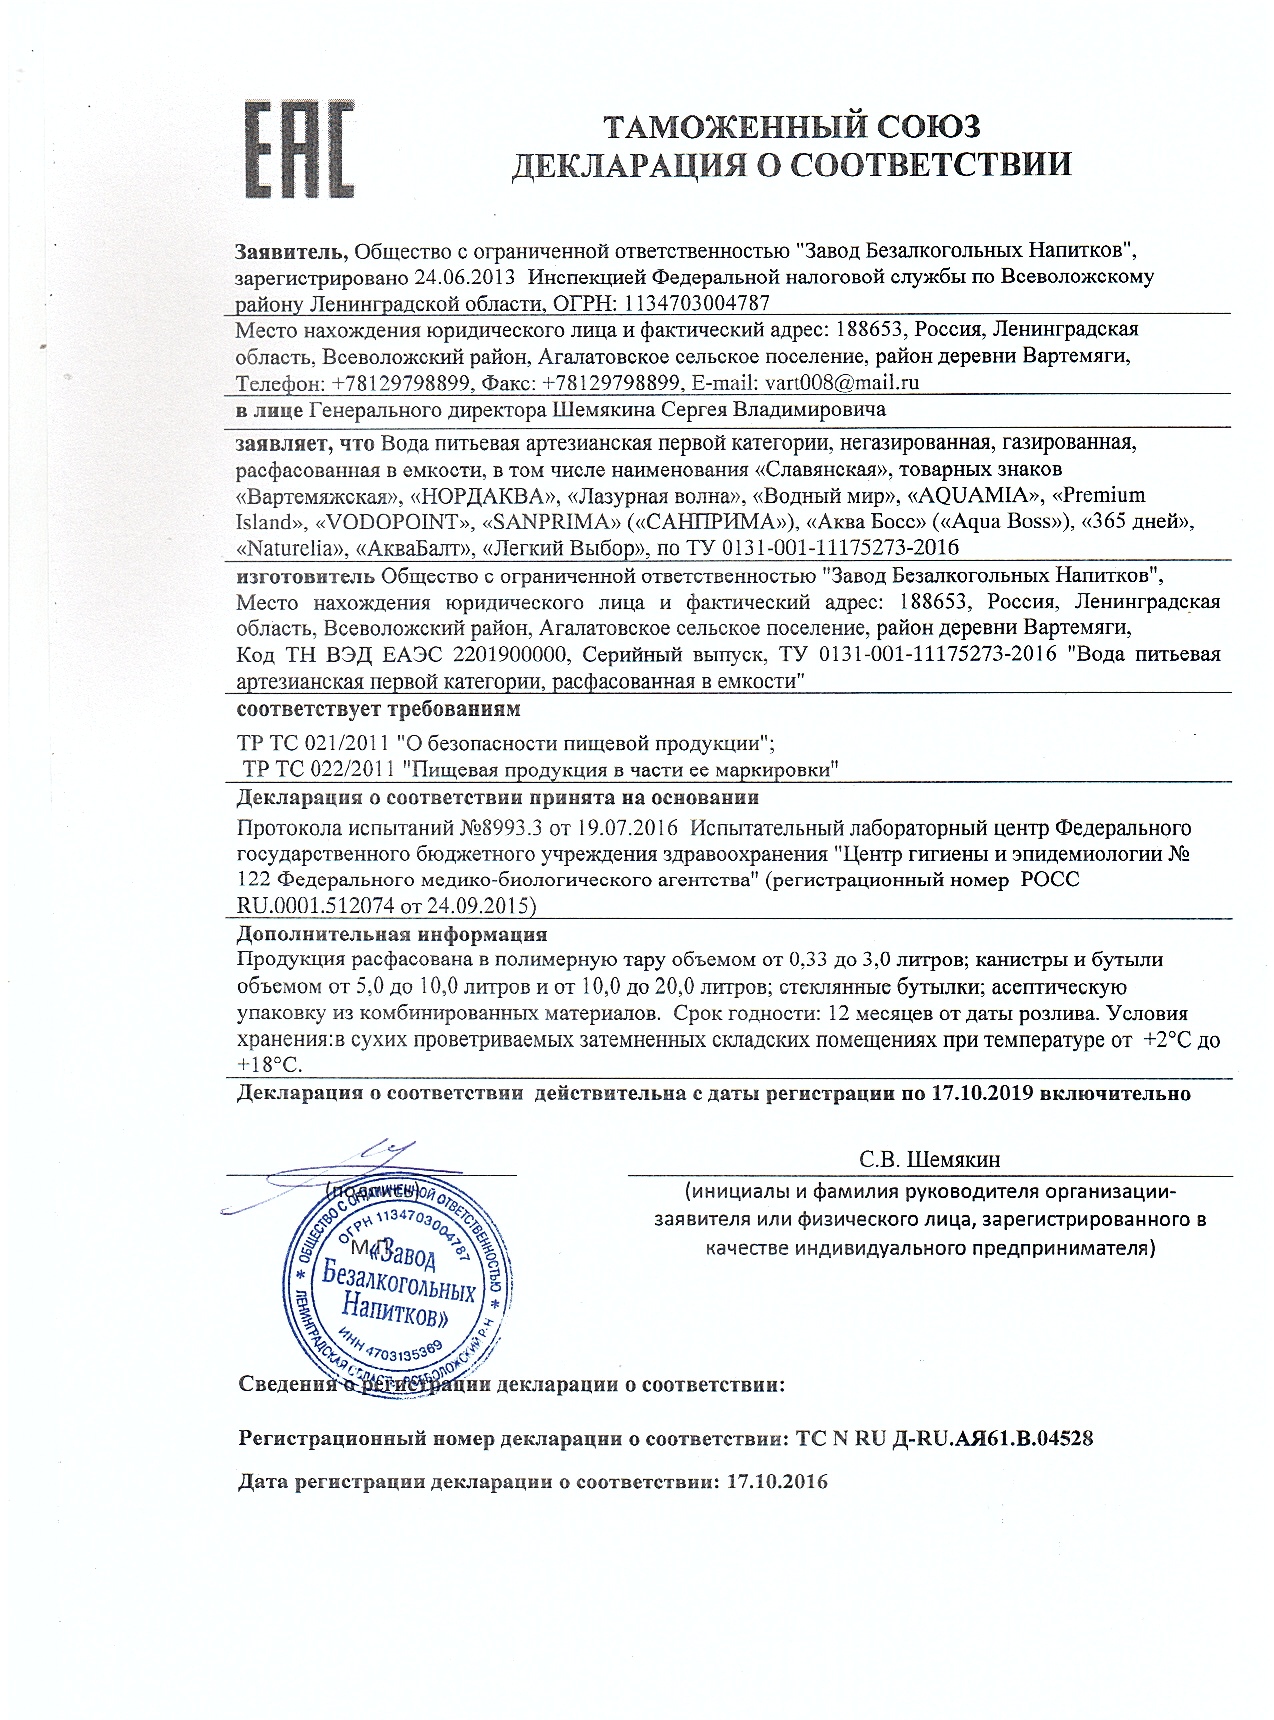 ЕАС
ТАМОЖЕННЫЙ СОЮЗ
ДЕКЛАРАЦИЯ О СООТВЕТСТВИИ
Заявитель, Общество с ограниченной ответственностью "Завод Безалкогольных Напитков",
зарегистрировано 24.06.2013 Инспекцией Федеральной налоговой службы по Всеволожскому
району Ленинградской области, ОГРН: 1134703004787
Место нахождения юридического лица и фактический адрес: 188653, Россия, Ленинградская
область, Всеволожский район, Агалатовское сельское поселение, район деревни Вартемяги,
Телефон: +78129798899, Факс: +78129798899, E-mail: vart008@mail.ru
в лице Генерального директора Шемякина Сергея Владимировича
заявляет, что Вода питьевая артезианская первой категории, негазированная, газированная,
расфасованная в емкости, в том числе наименования «Славянская», товарных знаков
«Вартемяжская», «НОРДАКВА», «Лазурная волна», «Водный мир», «AQUAMIA», «Premium
Island», «VODOPOINT», «SANPRIMA» («САНПРИМА»), «Аква Босс» («Aqua Boss»), «365 дней»,
«Naturelia», «АкваБалт», «Легкий Выбор», по ТУ 0131-001-11175273-2016
изготовитель Общество с ограниченной ответственностью "Завод Безалкогольных Напитков",
Место нахождения юридического лица и фактический адрес: 188653, Россия, Ленинградская
область, Всеволожский район, Агалатовское сельское поселение, район деревни Вартемяги,
Код ТН ВЭД ЕАЭС 2201900000, Серийный выпуск, ТУ 0131-001-11175273-2016 "Вода питьевая
артезианская первой категории, расфасованная в емкости"
соответствует требованиям
ТР ТС 021/2011 "О безопасности пищевой продукции";
ТР ТС 022/2011 "Пищевая продукция в части ее маркировки"
Декларация о соответствии принята на основании
Протокола испытаний №8993.3 от 19.07.2016 Испытательный лабораторный центр Федерального
государственного бюджетного учреждения здравоохранения "Центр гигиены и эпидемиологии №
122 Федерального медико-биологического агентства" (регистрационный номер РОСС
RU.0001.512074 от 24.09.2015)
Дополнительная информация
Продукция расфасована в полимерную тару объемом от 0,33 до 3,0 литров; канистры и бутыли
объемом от 5,0 до 10,0 литров и от 10,0 до 20,0 литров; стеклянные бутылки; асептическую
упаковку из комбинированных материалов. Срок годности: 12 месяцев от даты розлива. Условия
хранения:в сухих проветриваемых затемненных складских помещениях при температуре от +2°С до
+18°С.
Декларация о соответствии действительна с даты регистрации по 17.10.2019 включительно
С.В. Шемякин
(подпись)
(инициалы и фамилия руководителя организации-
заявителя или физического лица, зарегистрированного в
качестве индивидуального предпринимателя)
М.П.
ОБЩЕСТВО С ОГРАНИЧЕННОЙ ОТВЕТСТВЕННОСТЬЮ
ОГРН 1134703004787
«Завод
Безалкогольных
Напитков»
ИНН 4703135369
ЛЕНИНГРАДСКАЯ ОБЛАСТЬ ВСЕВОЛОЖСКИЙ Р-Н
Сведения о регистрации декларации о соответствии:
Регистрационный номер декларации о соответствии: ТС N RU Д-RU.АЯ61.В.04528
Дата регистрации декларации о соответствии: 17.10.2016